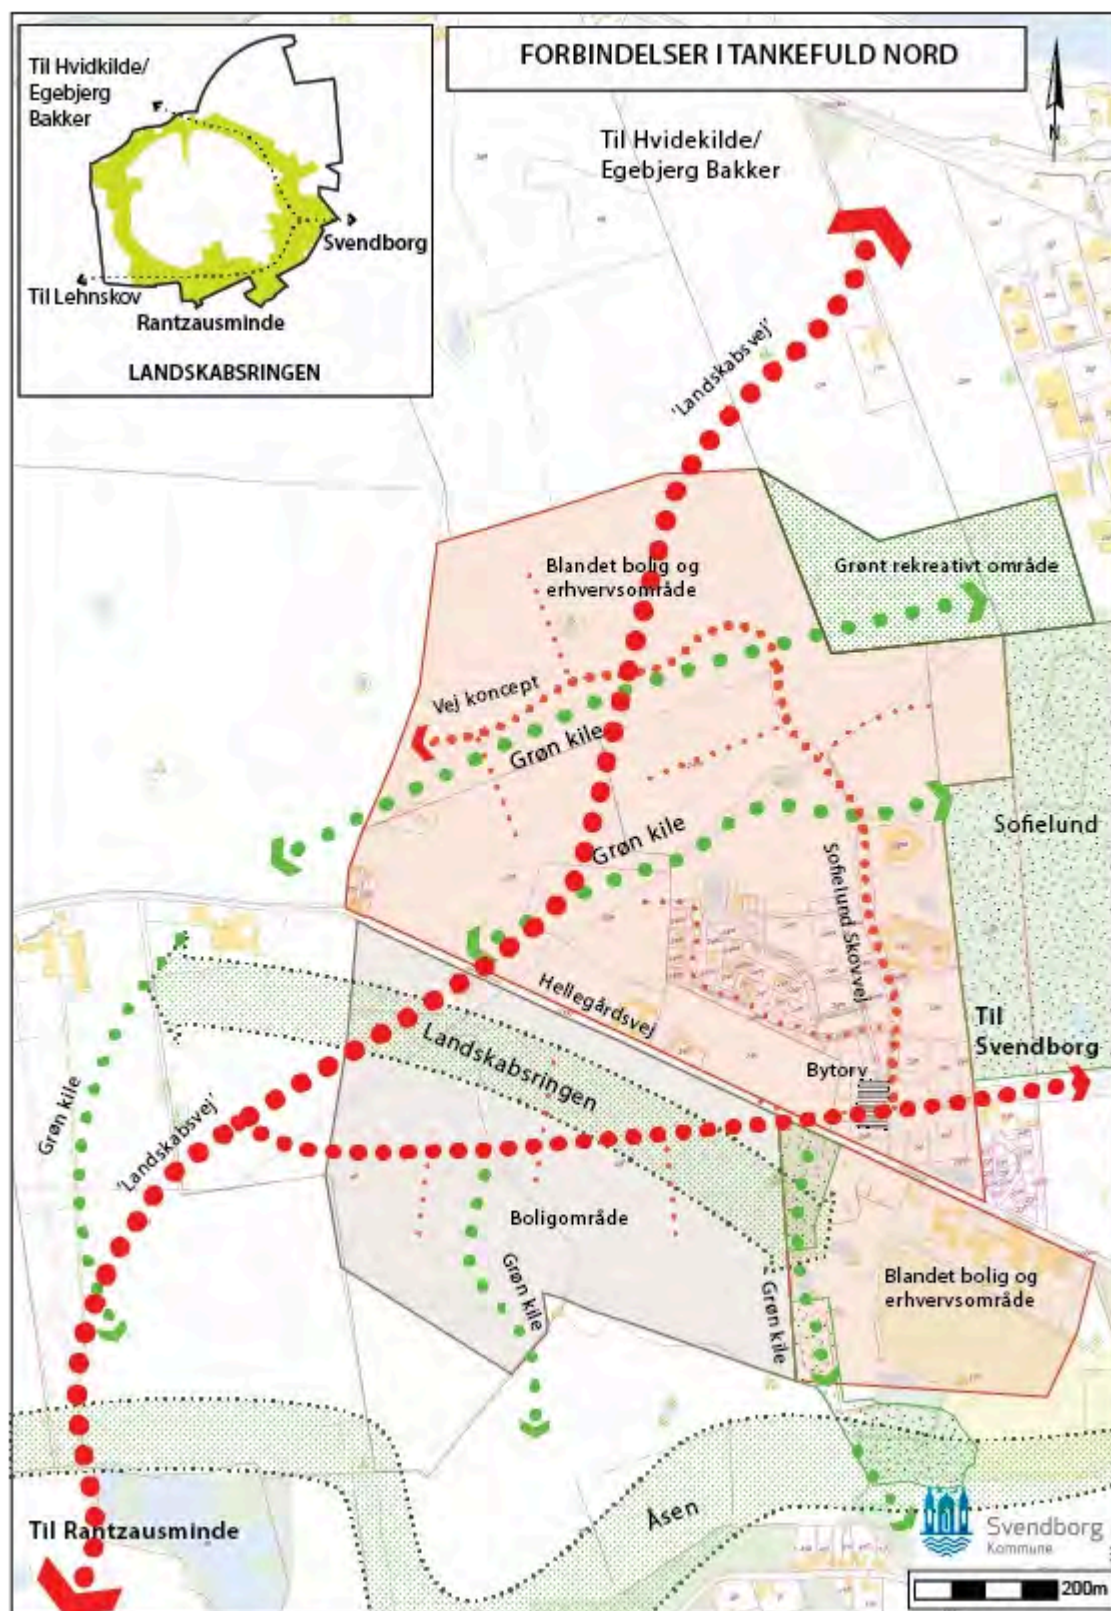 FORBINDELSER I TANKEFULD NORD
Til Hvidkilde/
Egebjerg
Bakker
Svendborg
Til Lehnskov
Rantzausminde
LANDSKABSRINGEN
N
Til Hvidekilde/
Egebjerg Bakker
'Landskabsvej'
Blandet bolig og
erhvervsområde
Grønt rekreativt område
Vej koncept
Grøn kile
Grøn kile
Sofielund
Sofielund Skovvej
Hellegårdsvej
Til
Svendborg
Landskabsringen
Bytorv
Grøn kile
'Landskabsvej'
Boligområde
Grøn kile
Grøn kile
Blandet bolig og
erhvervsområde
Åsen
Til Rantzausminde
Svendborg
Kommune
200m